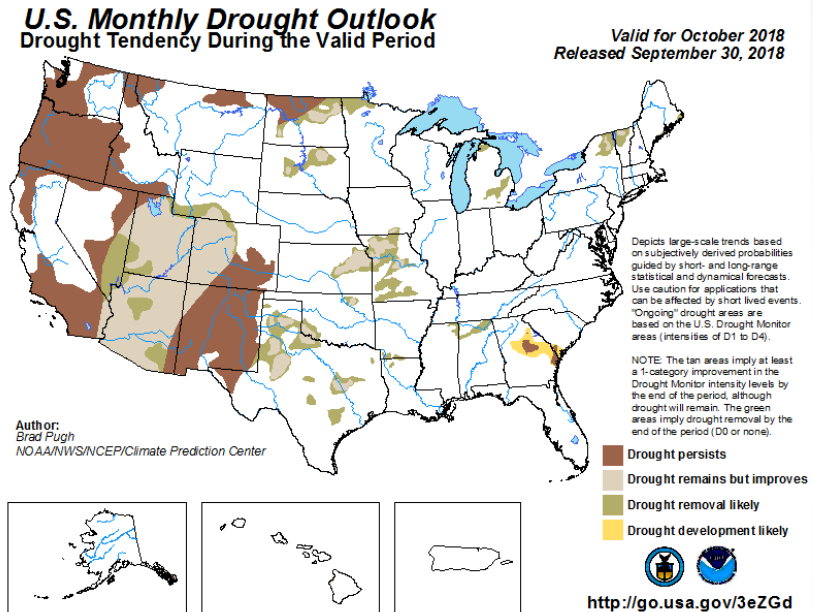 U.S. Monthly Drought Outlook
Drought Tendency During the Valid Period
Valid for October 2018
Released September 30, 2018
Depicts large-scale trends based
on subjectively derived probabilities
guided by short- and long-range
statistical and dynamical forecasts.
Use caution for applications that
can be affected by short lived events.
"Ongoing" drought areas are
based on the U.S. Drought Monitor
areas (intensities of D1 to D4).
NOTE: The tan areas imply at least
a 1-category improvement in the
Drought Monitor intensity levels by
the end of the period, although
drought will remain. The green
areas imply drought removal by the
end of the period (D0 or none).
Author:
Brad Pugh
NOAA/NWS/NCEP/Climate Prediction Center
Drought persists
Drought remains but improves
Drought removal likely
Drought development likely
http://go.usa.gov/3eZGd